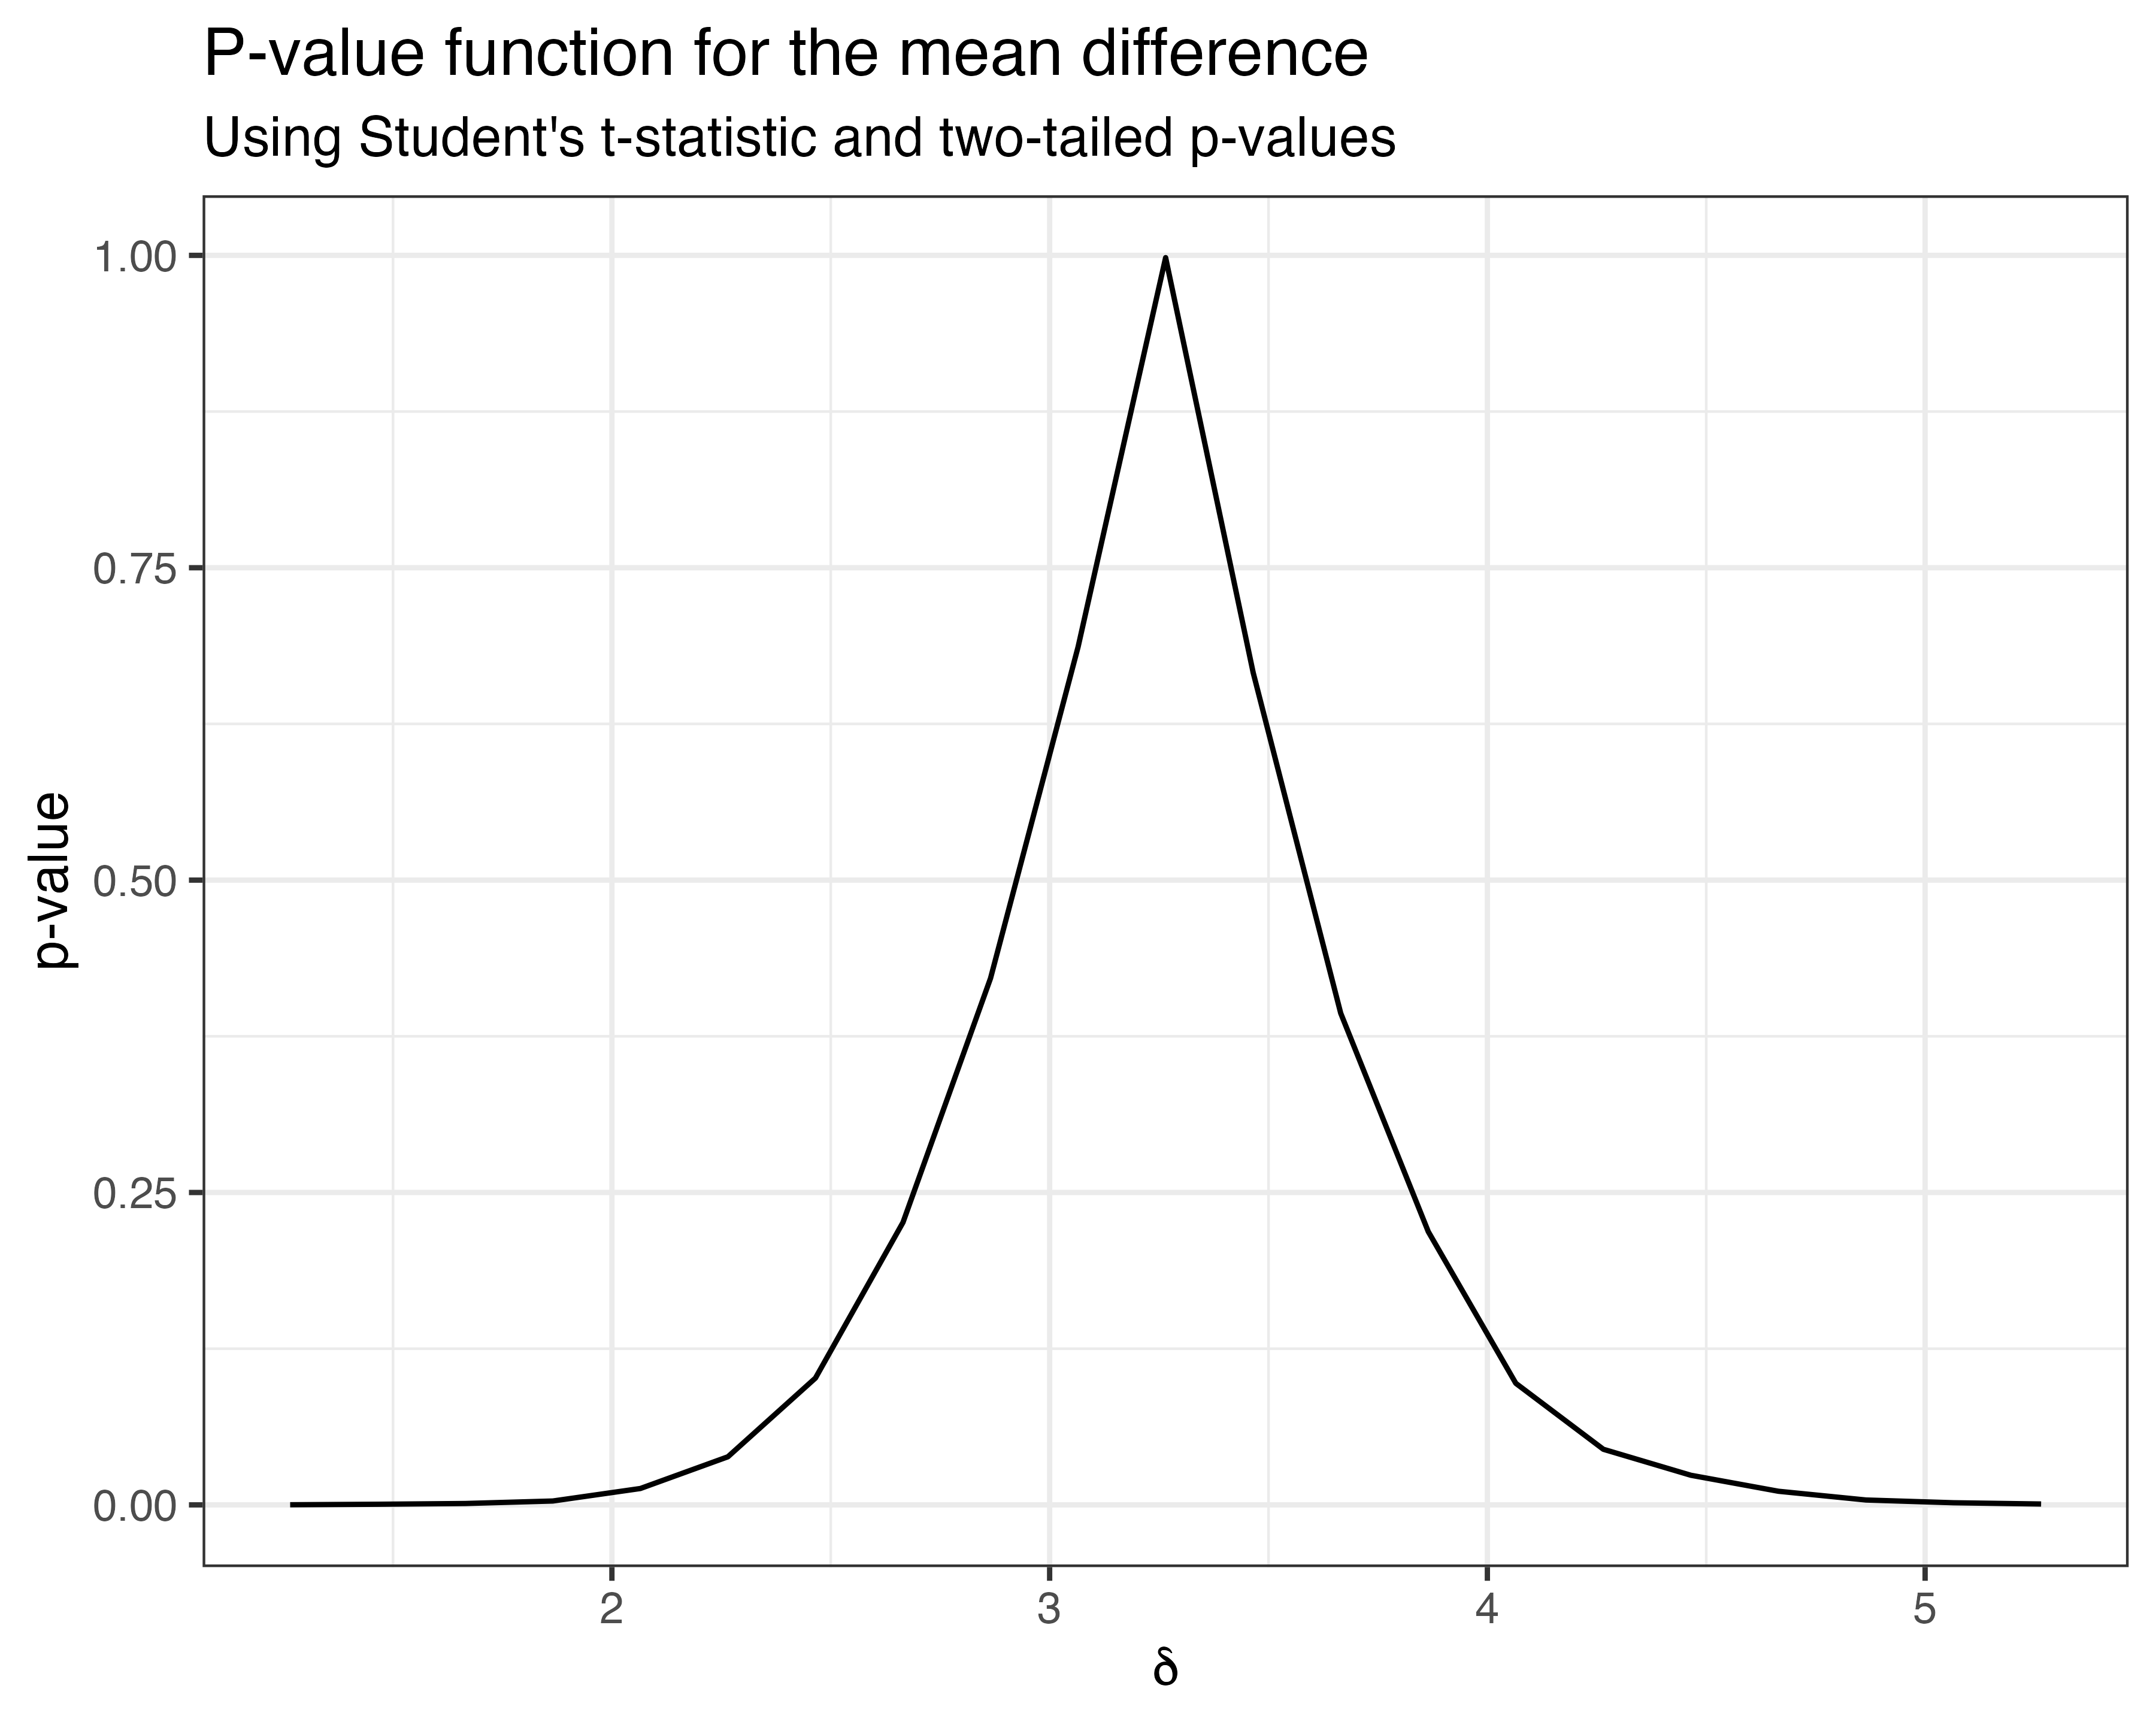 P-value function for the mean difference
Using Student's t-statistic and two-tailed p-values
1.00
0.75
0.50
0.25
0.00
p-value
2 3 4 5
δ